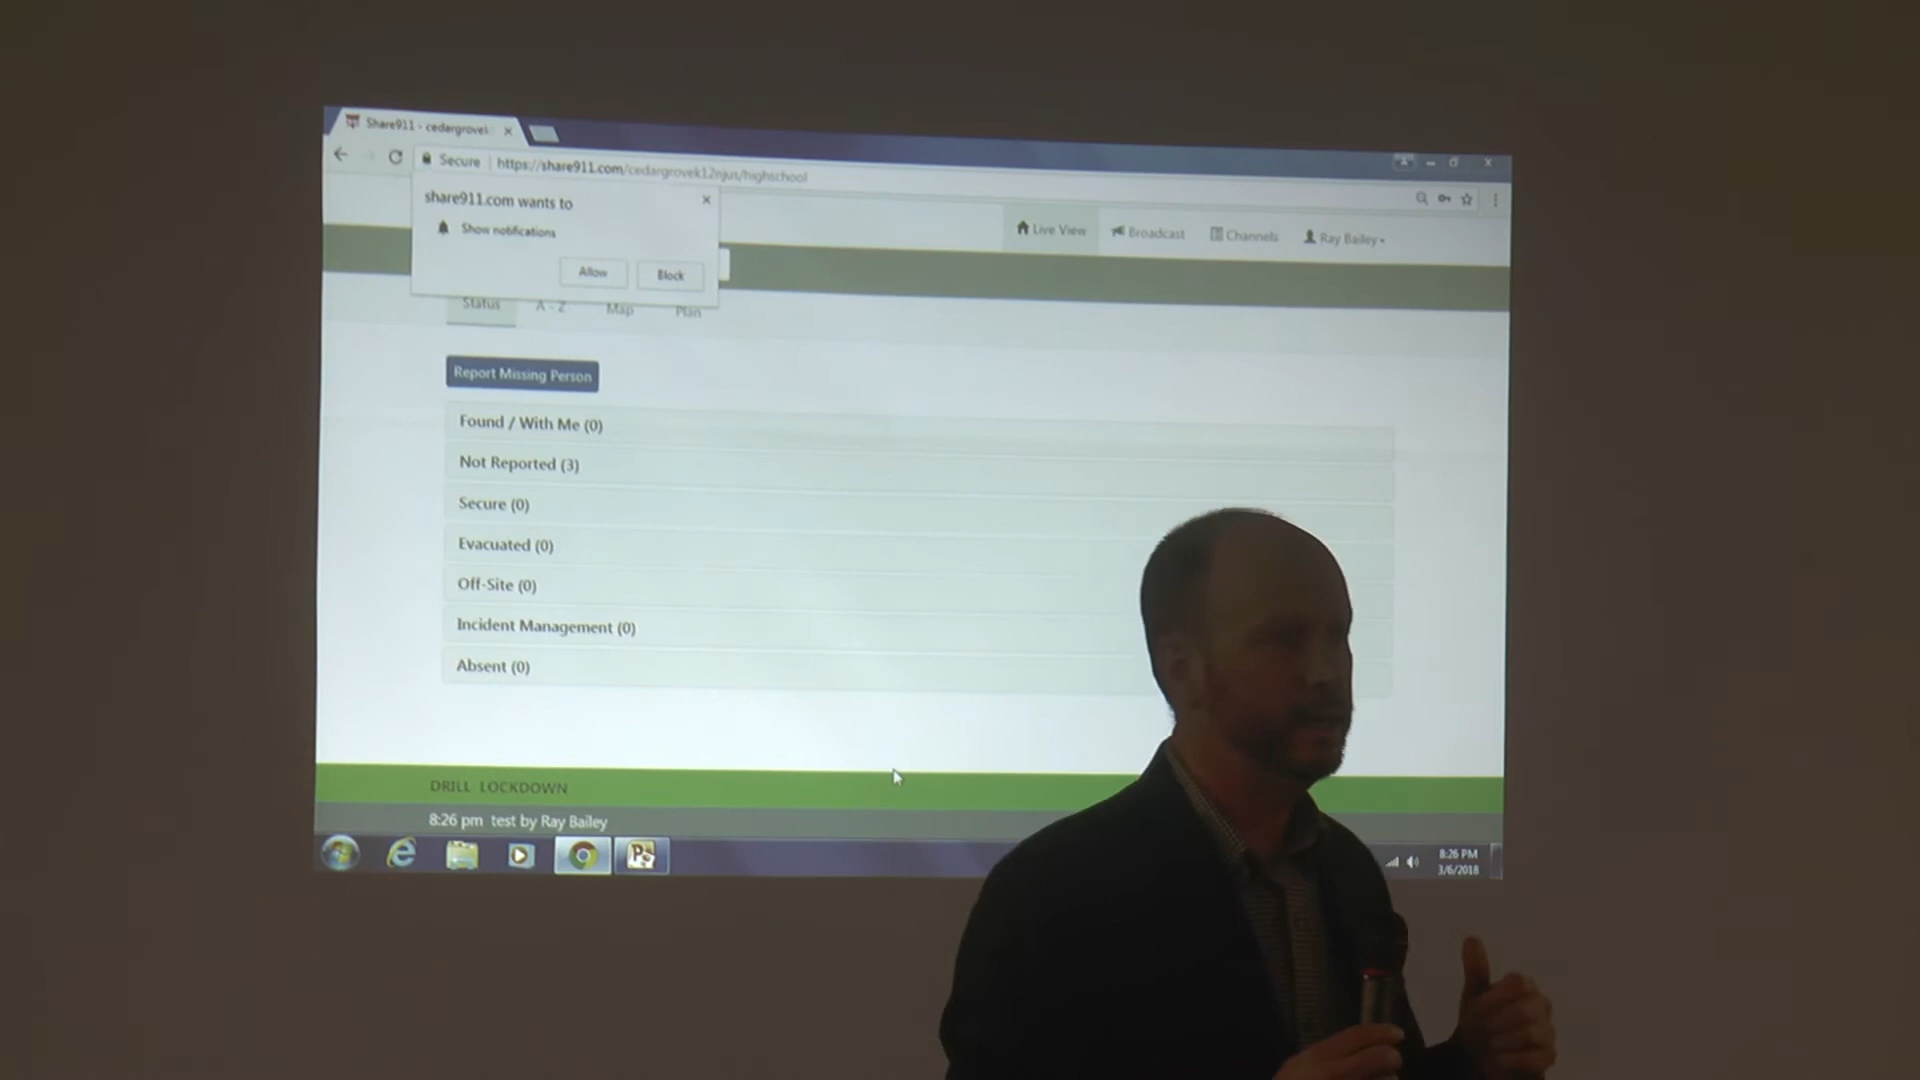 Share911 - cedargrovek
Secure https://share911.com/cedargrovek12njus/highschool
share911.com wants to
Show notifications
Allow Block
Live View Broadcast Channels Ray Bailey
Status A - Z Map Plan
Report Missing Person
Found / With Me (0)
Not Reported (3)
Secure (0)
Evacuated (0)
Off-Site (0)
Incident Management (0)
Absent (0)
DRILL LOCKDOWN
8:26 pm test by Ray Bailey
8:26 PM
3/6/2018